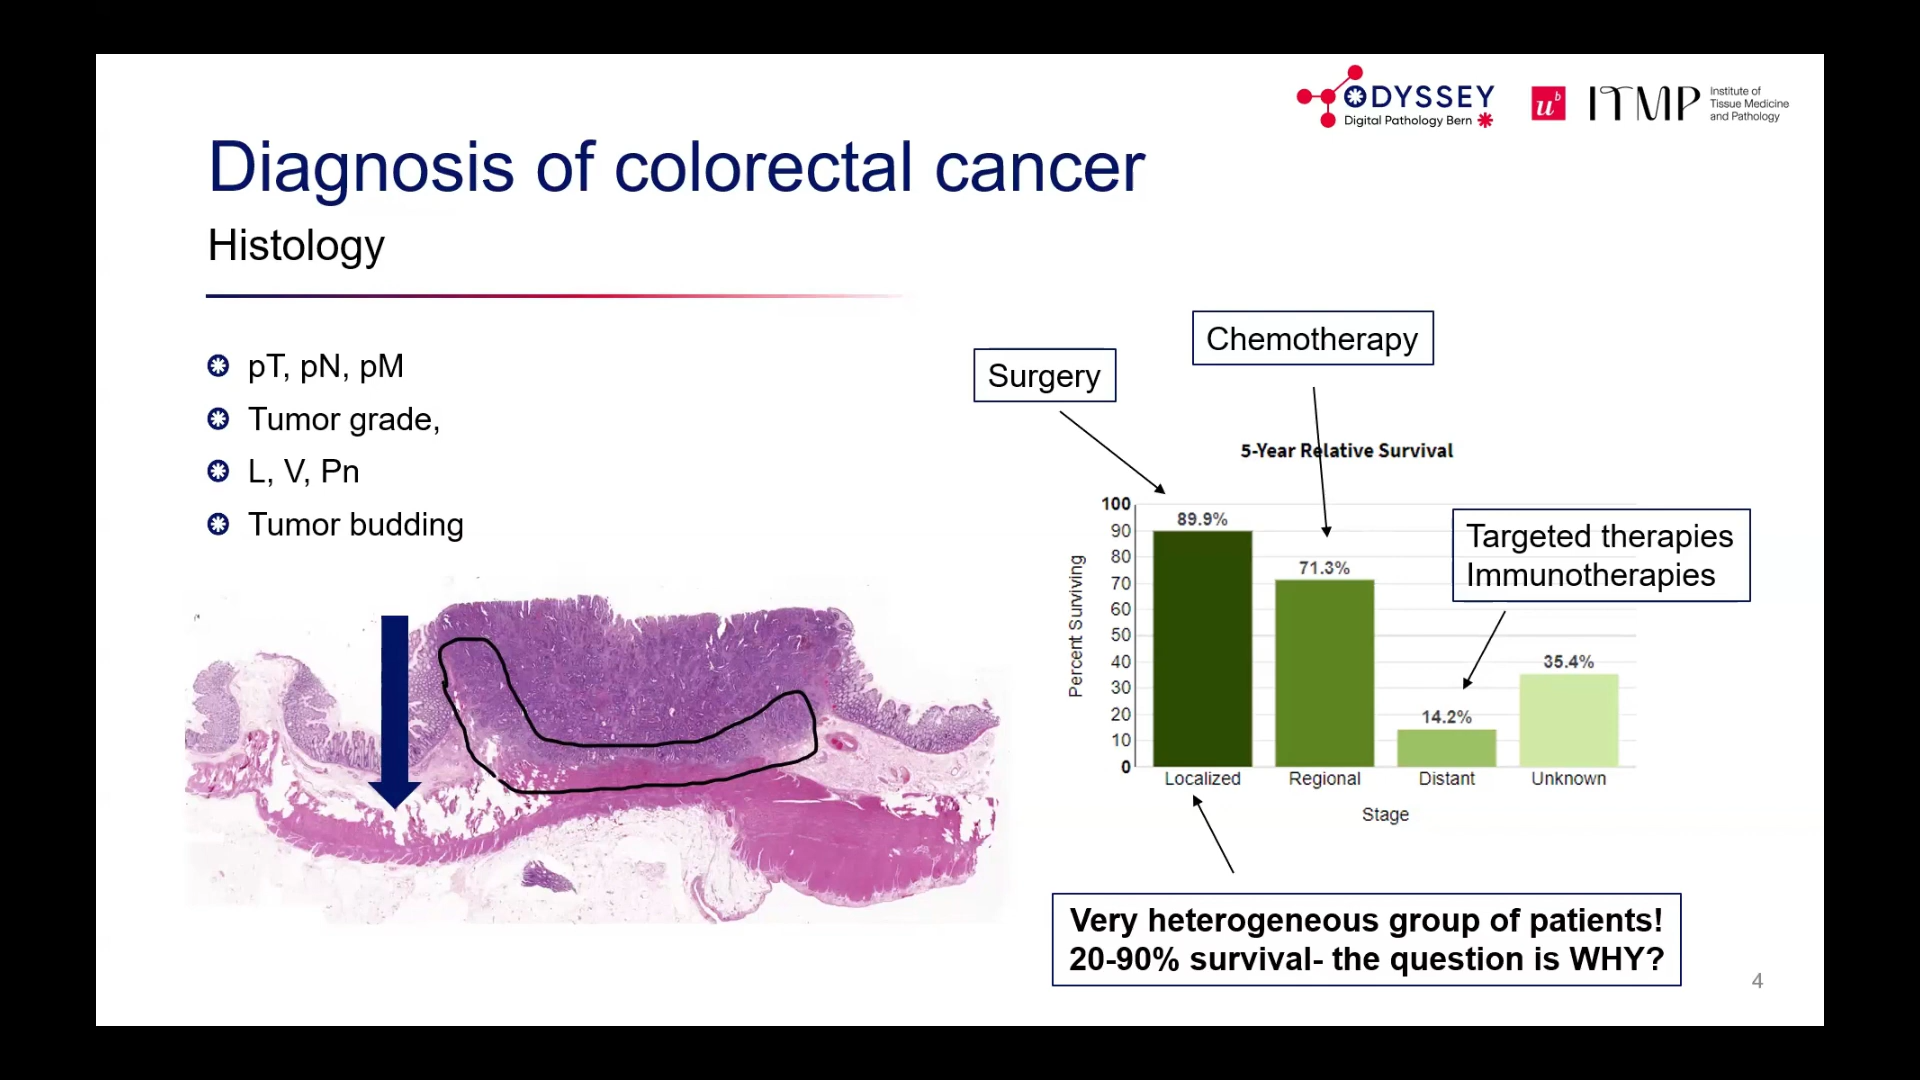 ODYSSEY
Digital Pathology Bern
u^b
ITMP
Institute of
Tissue Medicine
and Pathology
Diagnosis of colorectal cancer
Histology
pT, pN, pM
Tumor grade,
L, V, Pn
Tumor budding
Surgery
Chemotherapy
5-Year Relative Survival
Targeted therapies
Immunotherapies
Percent Surviving
100
90
80
70
60
50
40
30
20
10
0
89.9%
71.3%
14.2%
35.4%
Localized
Regional
Distant
Unknown
Stage
Very heterogeneous group of patients!
20-90% survival- the question is WHY?
4